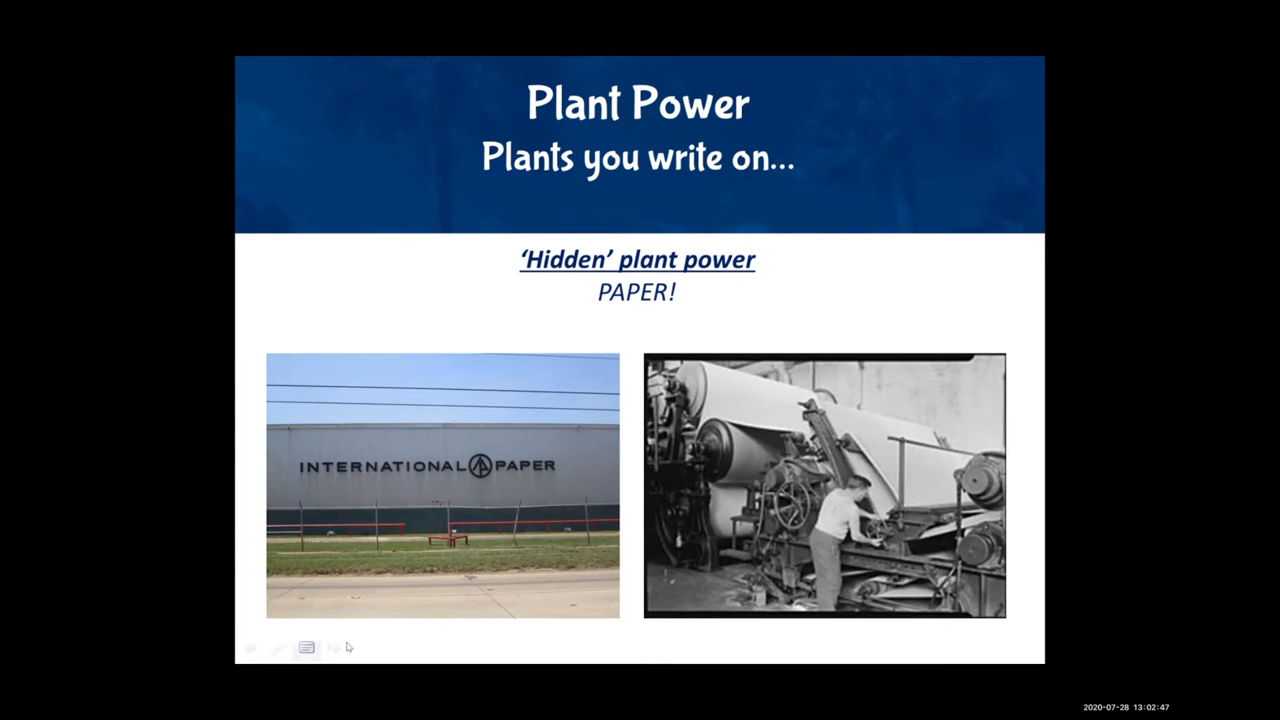 Plant Power
Plants you write on...
‘Hidden’ plant power
PAPER!
INTERNATIONAL PAPER
2020-07-28 13:02:47